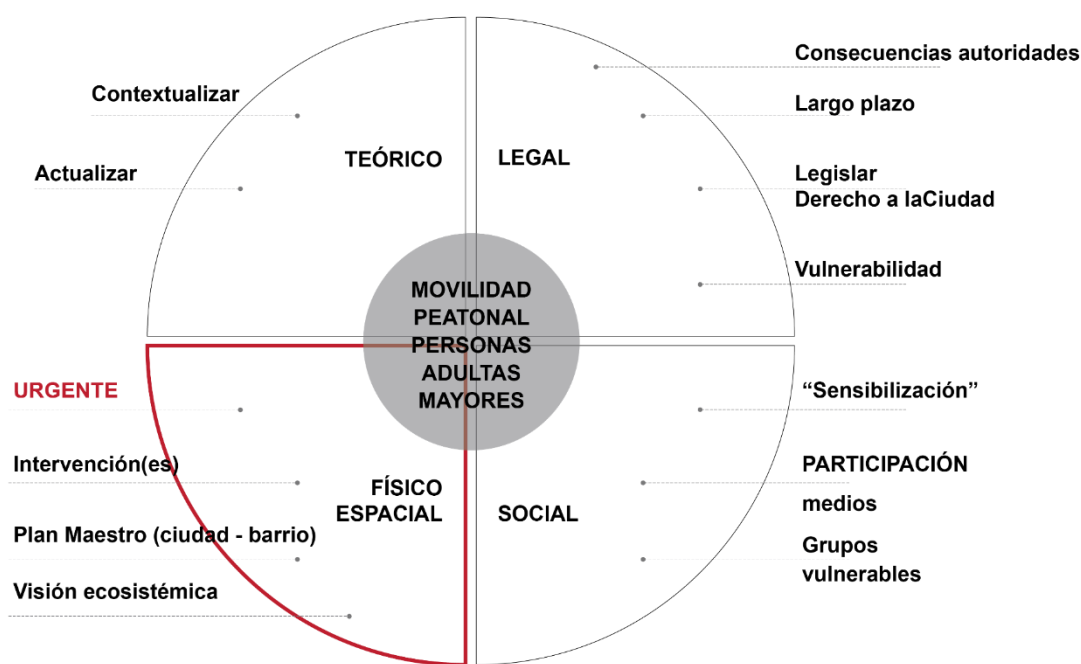 Contextualizar
Actualizar
TEÓRICO
Consecuencias autoridades
Largo plazo
LEGAL
Legislar
Derecho a laCiudad
Vulnerabilidad
MOVILIDAD
PEATONAL
PERSONAS
ADULTAS
MAYORES
URGENTE
Intervención(es)
Plan Maestro (ciudad - barrio)
Visión ecosistémica
FÍSICO
ESPACIAL
SOCIAL
“Sensibilización”
PARTICIPACIÓN
medios
Grupos
vulnerables